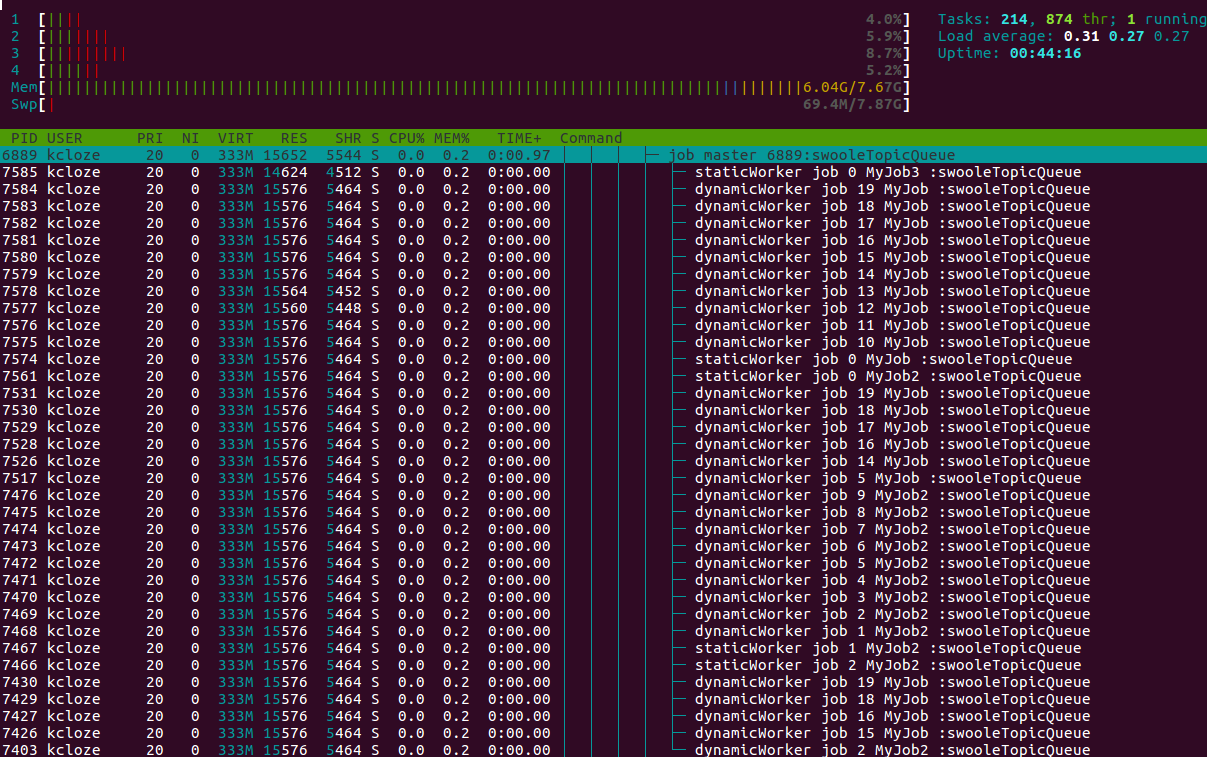 1 [|||| 4.0%] Tasks: 214, 874 thr; 1 running
2 [||||||| 5.9%] Load average: 0.31 0.27 0.27
3 [||||||||| 8.7%] Uptime: 00:44:16
4 [|||||| 5.2%]
Mem[||||||||||||||||||||||||||||||||||||||||||||||||||||||||||||||||||||||||||||||||||||6.04G/7.67G]
Swp[| 69.4M/7.87G]
PID USER PRI NI VIRT RES SHR S CPU% MEM% TIME+ Command
6889 kcloze 20 0 333M 15652 5544 S 0.0 0.2 0:00.97 │ │ │ ├─ job master 6889:swooleTopicQueue
7585 kcloze 20 0 333M 14624 4512 S 0.0 0.2 0:00.00 │ │ │ │ ├─ staticWorker job 0 MyJob3 :swooleTopicQueue
7584 kcloze 20 0 333M 15576 5464 S 0.0 0.2 0:00.00 │ │ │ │ ├─ dynamicWorker job 19 MyJob :swooleTopicQueue
7583 kcloze 20 0 333M 15576 5464 S 0.0 0.2 0:00.00 │ │ │ │ ├─ dynamicWorker job 18 MyJob :swooleTopicQueue
7582 kcloze 20 0 333M 15576 5464 S 0.0 0.2 0:00.00 │ │ │ │ ├─ dynamicWorker job 17 MyJob :swooleTopicQueue
7581 kcloze 20 0 333M 15576 5464 S 0.0 0.2 0:00.00 │ │ │ │ ├─ dynamicWorker job 16 MyJob :swooleTopicQueue
7580 kcloze 20 0 333M 15576 5464 S 0.0 0.2 0:00.00 │ │ │ │ ├─ dynamicWorker job 15 MyJob :swooleTopicQueue
7579 kcloze 20 0 333M 15576 5464 S 0.0 0.2 0:00.00 │ │ │ │ ├─ dynamicWorker job 14 MyJob :swooleTopicQueue
7578 kcloze 20 0 333M 15564 5452 S 0.0 0.2 0:00.00 │ │ │ │ ├─ dynamicWorker job 13 MyJob :swooleTopicQueue
7577 kcloze 20 0 333M 15560 5448 S 0.0 0.2 0:00.00 │ │ │ │ ├─ dynamicWorker job 12 MyJob :swooleTopicQueue
7576 kcloze 20 0 333M 15576 5464 S 0.0 0.2 0:00.00 │ │ │ │ ├─ dynamicWorker job 11 MyJob :swooleTopicQueue
7575 kcloze 20 0 333M 15576 5464 S 0.0 0.2 0:00.00 │ │ │ │ ├─ dynamicWorker job 10 MyJob :swooleTopicQueue
7574 kcloze 20 0 333M 15576 5464 S 0.0 0.2 0:00.00 │ │ │ │ ├─ staticWorker job 0 MyJob :swooleTopicQueue
7561 kcloze 20 0 333M 15576 5464 S 0.0 0.2 0:00.00 │ │ │ │ ├─ staticWorker job 0 MyJob2 :swooleTopicQueue
7531 kcloze 20 0 333M 15576 5464 S 0.0 0.2 0:00.00 │ │ │ │ ├─ dynamicWorker job 19 MyJob :swooleTopicQueue
7530 kcloze 20 0 333M 15576 5464 S 0.0 0.2 0:00.00 │ │ │ │ ├─ dynamicWorker job 18 MyJob :swooleTopicQueue
7529 kcloze 20 0 333M 15576 5464 S 0.0 0.2 0:00.00 │ │ │ │ ├─ dynamicWorker job 17 MyJob :swooleTopicQueue
7528 kcloze 20 0 333M 15576 5464 S 0.0 0.2 0:00.00 │ │ │ │ ├─ dynamicWorker job 16 MyJob :swooleTopicQueue
7526 kcloze 20 0 333M 15576 5464 S 0.0 0.2 0:00.00 │ │ │ │ ├─ dynamicWorker job 14 MyJob :swooleTopicQueue
7517 kcloze 20 0 333M 15576 5464 S 0.0 0.2 0:00.00 │ │ │ │ ├─ dynamicWorker job 5 MyJob :swooleTopicQueue
7476 kcloze 20 0 333M 15576 5464 S 0.0 0.2 0:00.00 │ │ │ │ ├─ dynamicWorker job 9 MyJob2 :swooleTopicQueue
7475 kcloze 20 0 333M 15576 5464 S 0.0 0.2 0:00.00 │ │ │ │ ├─ dynamicWorker job 8 MyJob2 :swooleTopicQueue
7474 kcloze 20 0 333M 15576 5464 S 0.0 0.2 0:00.00 │ │ │ │ ├─ dynamicWorker job 7 MyJob2 :swooleTopicQueue
7473 kcloze 20 0 333M 15576 5464 S 0.0 0.2 0:00.00 │ │ │ │ ├─ dynamicWorker job 6 MyJob2 :swooleTopicQueue
7472 kcloze 20 0 333M 15576 5464 S 0.0 0.2 0:00.00 │ │ │ │ ├─ dynamicWorker job 5 MyJob2 :swooleTopicQueue
7471 kcloze 20 0 333M 15576 5464 S 0.0 0.2 0:00.00 │ │ │ │ ├─ dynamicWorker job 4 MyJob2 :swooleTopicQueue
7470 kcloze 20 0 333M 15576 5464 S 0.0 0.2 0:00.00 │ │ │ │ ├─ dynamicWorker job 3 MyJob2 :swooleTopicQueue
7469 kcloze 20 0 333M 15576 5464 S 0.0 0.2 0:00.00 │ │ │ │ ├─ dynamicWorker job 2 MyJob2 :swooleTopicQueue
7468 kcloze 20 0 333M 15576 5464 S 0.0 0.2 0:00.00 │ │ │ │ ├─ dynamicWorker job 1 MyJob2 :swooleTopicQueue
7467 kcloze 20 0 333M 15576 5464 S 0.0 0.2 0:00.00 │ │ │ │ ├─ staticWorker job 1 MyJob2 :swooleTopicQueue
7466 kcloze 20 0 333M 15576 5464 S 0.0 0.2 0:00.00 │ │ │ │ ├─ staticWorker job 2 MyJob2 :swooleTopicQueue
7430 kcloze 20 0 333M 15576 5464 S 0.0 0.2 0:00.00 │ │ │ │ ├─ dynamicWorker job 19 MyJob2 :swooleTopicQueue
7429 kcloze 20 0 333M 15576 5464 S 0.0 0.2 0:00.00 │ │ │ │ ├─ dynamicWorker job 18 MyJob2 :swooleTopicQueue
7427 kcloze 20 0 333M 15576 5464 S 0.0 0.2 0:00.00 │ │ │ │ ├─ dynamicWorker job 16 MyJob2 :swooleTopicQueue
7426 kcloze 20 0 333M 15576 5464 S 0.0 0.2 0:00.00 │ │ │ │ ├─ dynamicWorker job 15 MyJob2 :swooleTopicQueue
7403 kcloze 20 0 333M 15576 5464 S 0.0 0.2 0:00.00 │ │ │ │ └─ dynamicWorker job 2 MyJob2 :swooleTopicQueue